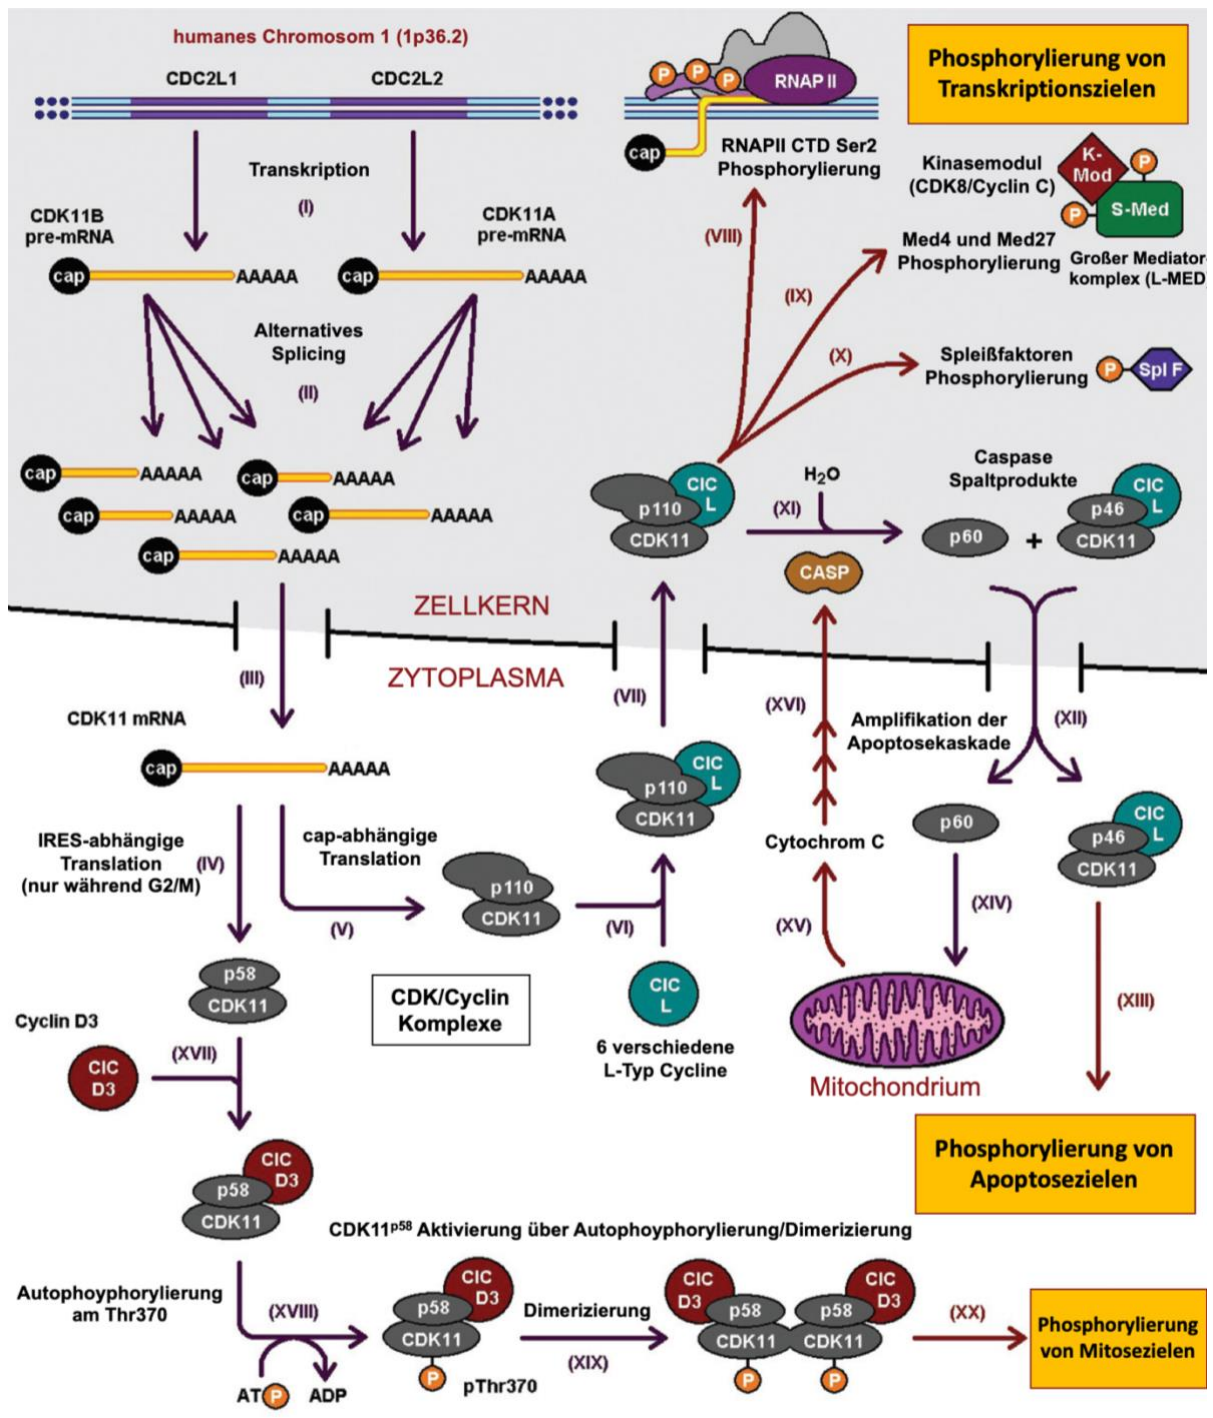 humanes Chromosom 1 (1p36.2)
CDC2L1
CDC2L2
Transkription
(I)
CDK11B
pre-mRNA
CDK11A
pre-mRNA
cap
AAAAA
cap
AAAAA
Alternatives
Splicing
(II)
cap
AAAAA
cap
AAAAA
cap
AAAAA
cap
AAAAA
cap
AAAAA
P
P
P
RNAP II
cap
RNAPII CTD Ser2
Phosphorylierung
(VIII)
Phosphorylierung von
Transkriptionszielen
Kinasemodul
(CDK8/Cyclin C)
K-
Mod
P
P
S-Med
Med4 und Med27
Phosphorylierung
Großer Mediator-
komplex (L-MED)
(IX)
(X)
Spleißfaktoren
Phosphorylierung
P
Spl F
CIC
L
p110
CDK11
H2O
(XI)
CASP
Caspase
Spaltprodukte
p60
+
CIC
L
p46
CDK11
ZELLKERN
ZYTOPLASMA
(III)
(VII)
(XVI)
(XII)
CDK11 mRNA
cap
AAAAA
Amplifikation der
Apoptosekaskade
IRES-abhängige
Translation
(nur während G2/M)
(IV)
cap-abhängige
Translation
(V)
p110
CDK11
(VI)
CIC
L
p110
CDK11
CIC
L
6 verschiedene
L-Typ Cycline
Cytochrom C
(XV)
p60
(XIV)
CIC
L
p46
CDK11
(XIII)
Mitochondrium
CDK/Cyclin
Komplexe
p58
CDK11
Cyclin D3
CIC
D3
(XVII)
CIC
D3
p58
CDK11
Phosphorylierung von
Apoptosezielen
CDK11p58 Aktivierung über Autophoyphorylierung/Dimerizierung
Autophoyphorylierung
am Thr370
(XVIII)
ATP
ADP
CIC
D3
p58
CDK11
P
pThr370
Dimerizierung
(XIX)
CIC
D3
p58
CDK11
P
CIC
D3
p58
CDK11
P
(XX)
Phosphorylierung
von Mitosezielen